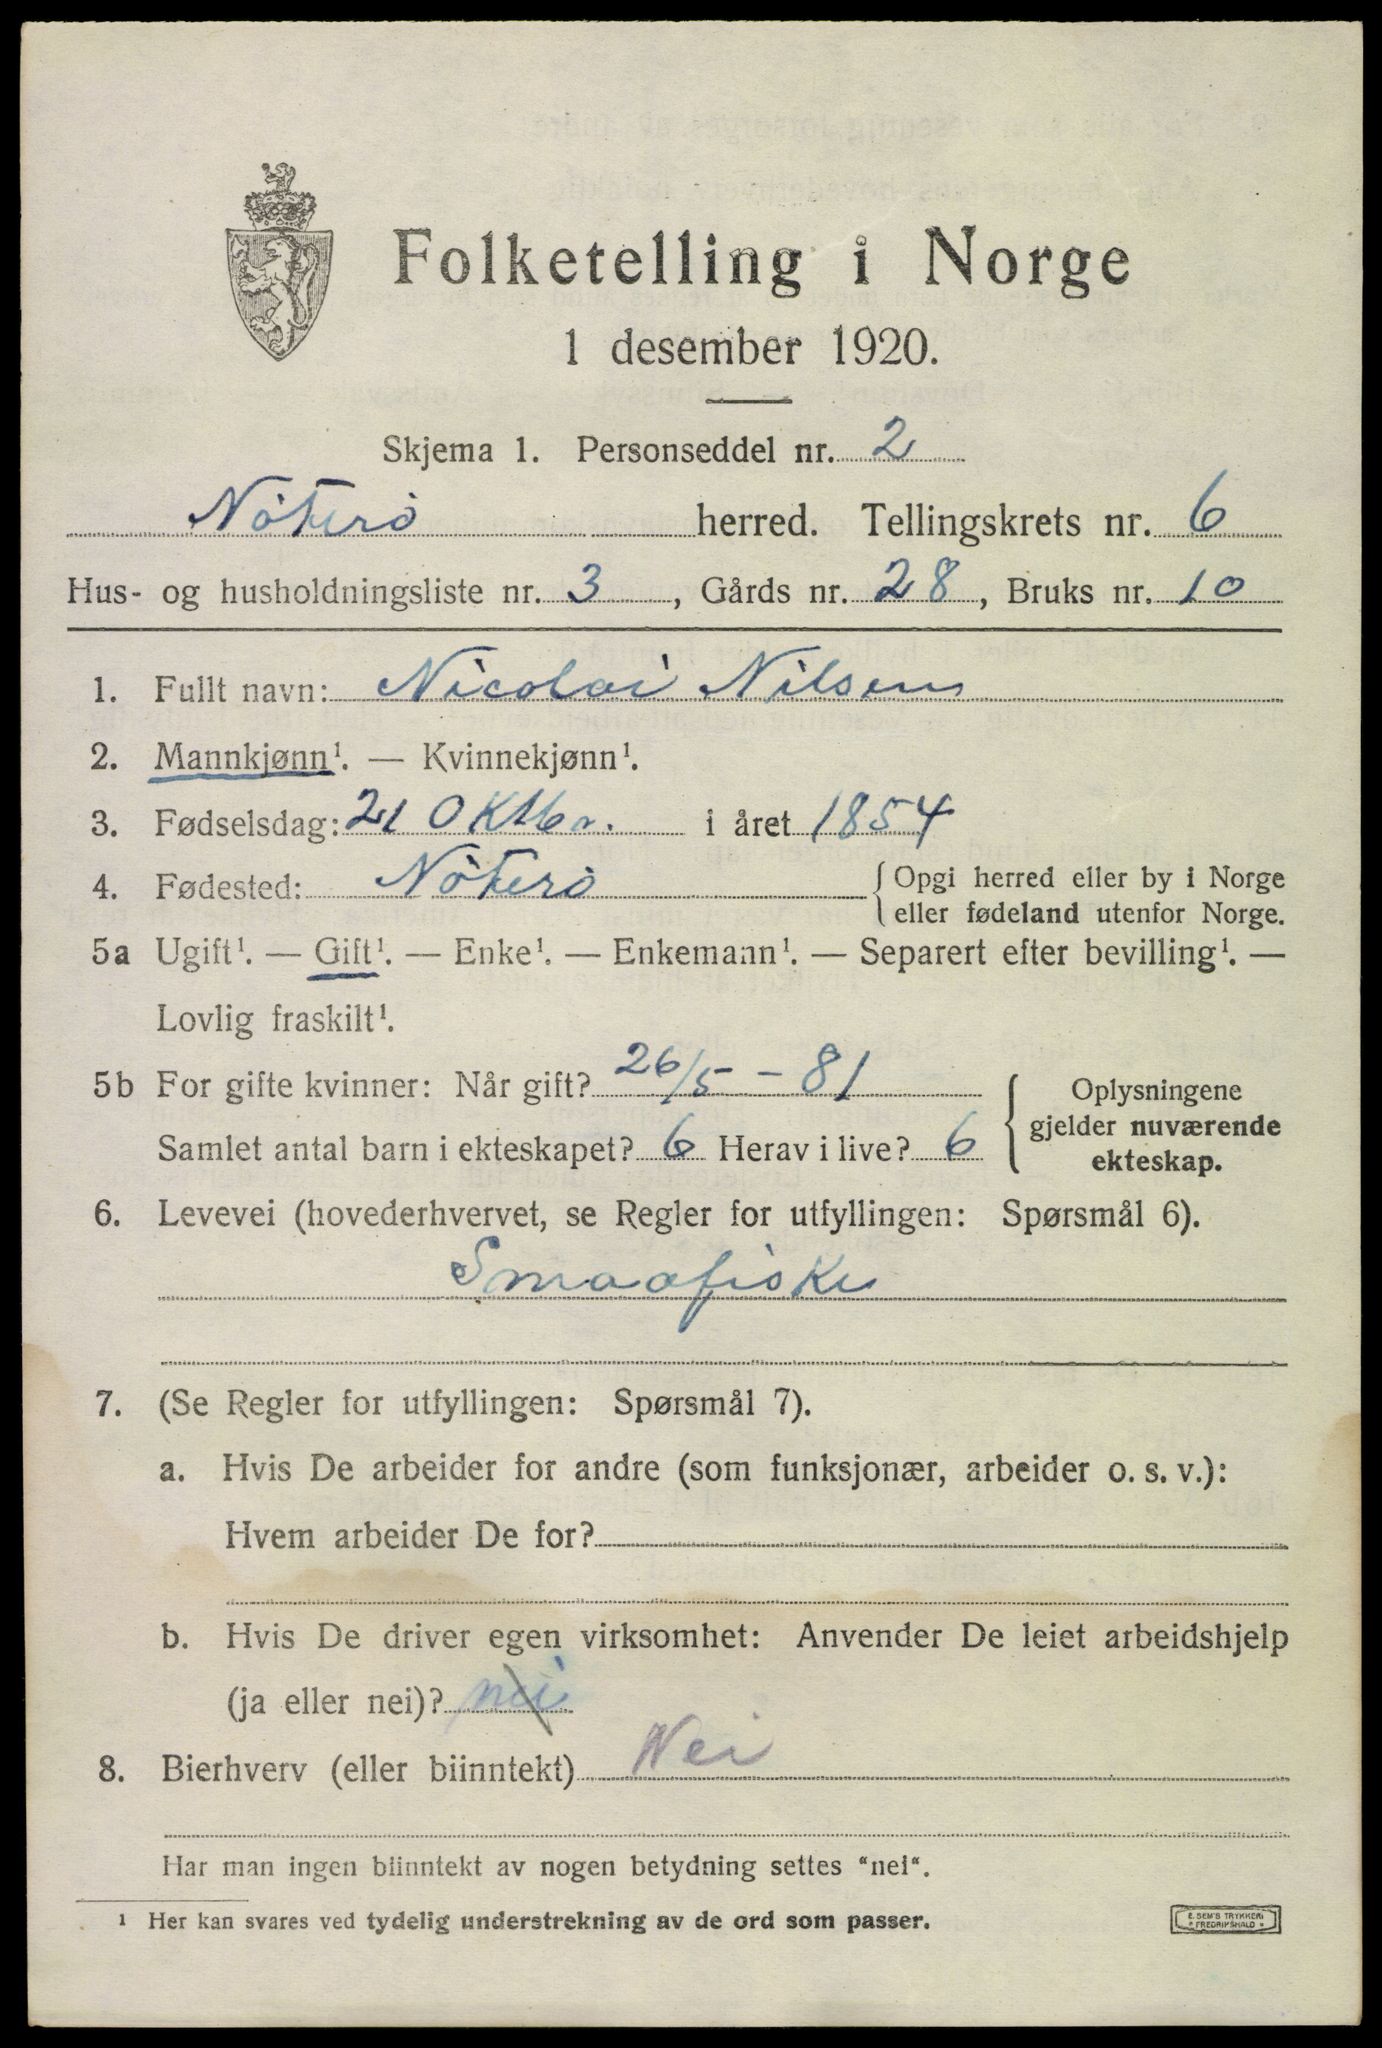 Folketelling i Norge
1 desember 1920.
Skjema 1. Personseddel nr. 2
Nøterø herred. Tellingskrets nr. 6
Hus- og husholdningsliste nr. 3, Gårds nr. 28, Bruks nr. 10
1. Fullt navn: Nicolai Nilsen
2. Mannkjønn¹. — Kvinnekjønn¹.
3. Fødselsdag: 21 Oktbr. i året 1854
4. Fødested: Nøterø {Opgi herred eller by i Norge
eller fødeland utenfor Norge.
5a Ugift¹. — Gift¹. — Enke¹. — Enkemann¹. — Separert efter bevilling¹. —
Lovlig fraskilt¹.
5b For gifte kvinner: Når gift? 26/5 - 81
Samlet antal barn i ekteskapet? 6 Herav i live? 6
{Oplysningene
gjelder nuværende
ekteskap.
6. Levevei (hovederhvervet, se Regler for utfyllingen: Spørsmål 6).
Smaafisker
7. (Se Regler for utfyllingen: Spørsmål 7).
a. Hvis De arbeider for andre (som funksjonær, arbeider o. s. v.):
Hvem arbeider De for?
b. Hvis De driver egen virksomhet: Anvender De leiet arbeidshjelp
(ja eller nei)? nei
8. Bierhverv (eller biinntekt) Nei
Har man ingen biinntekt av nogen betydning settes “nei“.
¹ Her kan svares ved tydelig understrekning av de ord som passer.
E. SEM'S TRYKKERI
* FREDRIKSHALD *